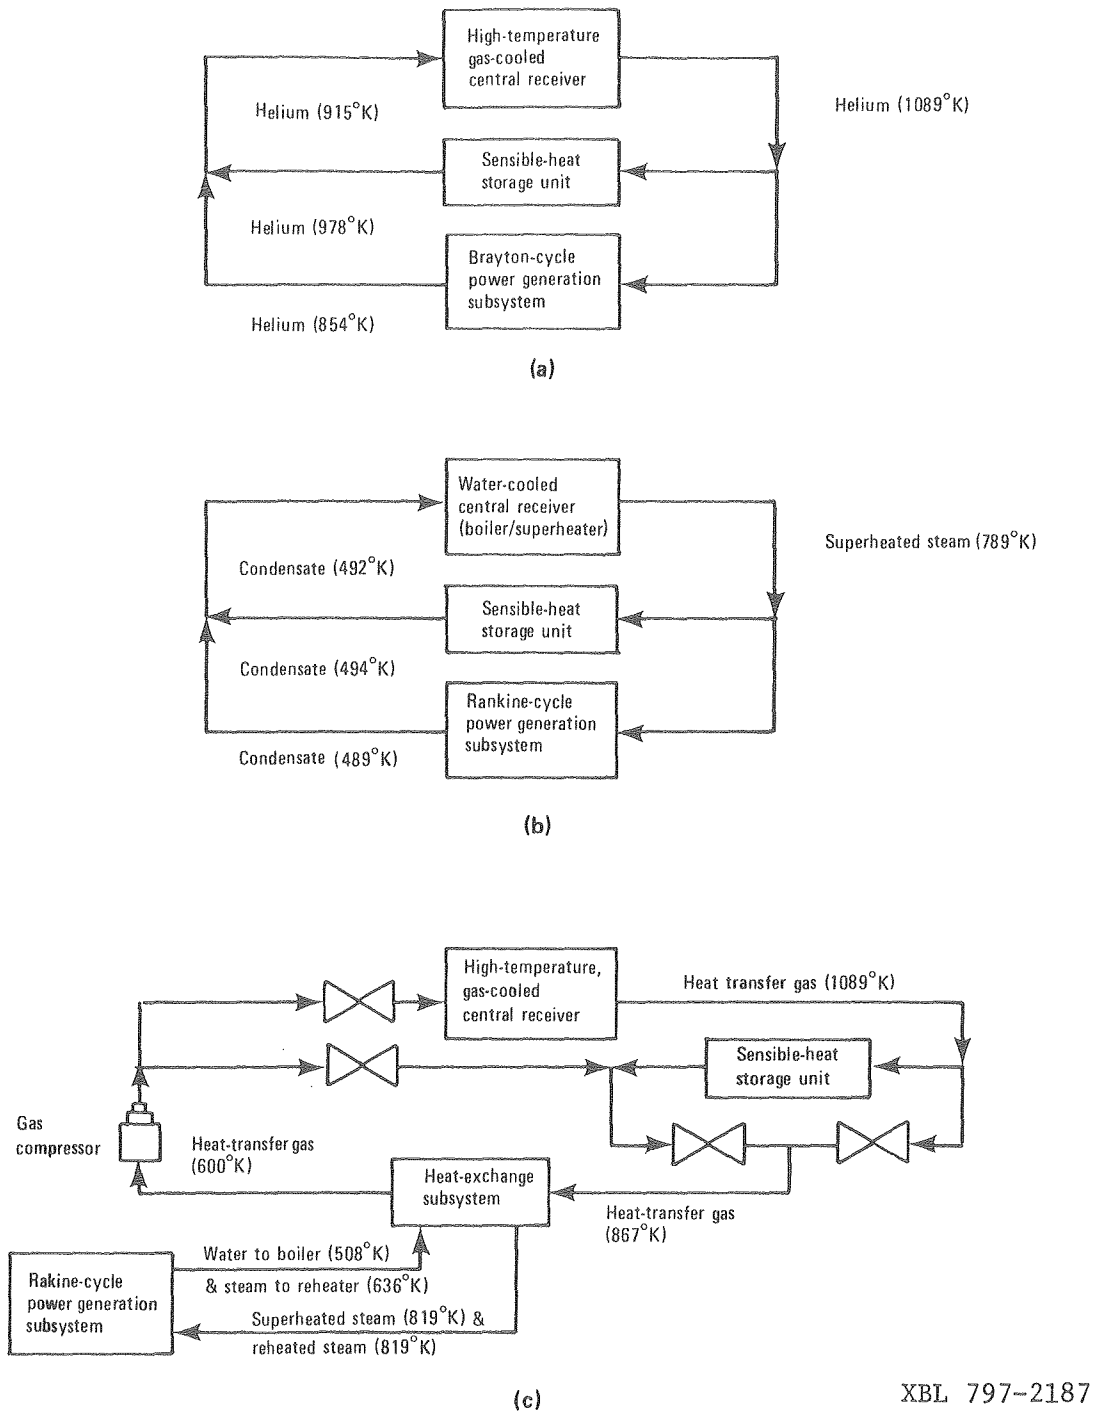 High-temperature
gas-cooled
central receiver
Helium (915°K)
Helium (1089°K)
Sensible-heat
storage unit
Helium (978°K)
Brayton-cycle
power generation
subsystem
Helium (854°K)
(a)
Water-cooled
central receiver
(boiler/superheater)
Superheated steam (789°K)
Condensate (492°K)
Sensible-heat
storage unit
Condensate (494°K)
Rankine-cycle
power generation
subsystem
Condensate (489°K)
(b)
High-temperature,
gas-cooled
central receiver
Heat transfer gas (1089°K)
Sensible-heat
storage unit
Gas
compressor
Heat-transfer gas
(600°K)
Heat-exchange
subsystem
Heat-transfer gas
(867°K)
Water to boiler (508°K)
& steam to reheater (636°K)
Rakine-cycle
power generation
subsystem
Superheated steam (819°K) &
reheated steam (819°K)
(c)
XBL 797-2187